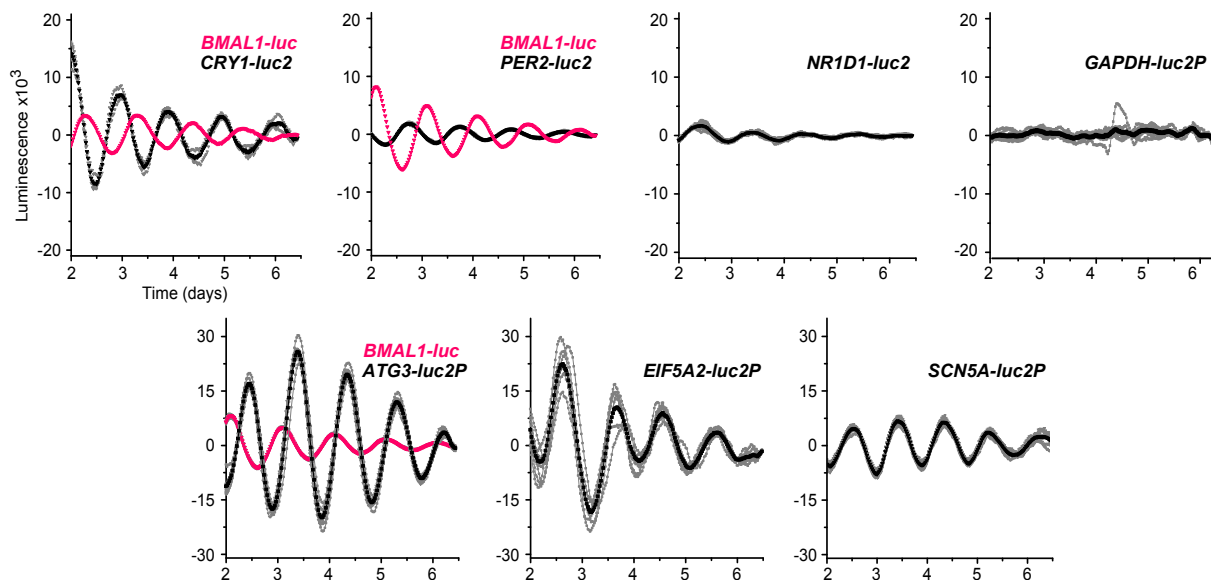 20
10
0
-10
-20
Luminescence x10³
BMAL1-luc
CRY1-luc2
2 3 4 5 6
Time (days)
20
10
0
-10
-20
BMAL1-luc
PER2-luc2
2 3 4 5 6
20
10
0
-10
-20
NR1D1-luc2
2 3 4 5 6
20
10
0
-10
-20
GAPDH-luc2P
2 3 4 5 6
30
15
0
-15
-30
BMAL1-luc
ATG3-luc2P
2 3 4 5 6
30
15
0
-15
-30
EIF5A2-luc2P
2 3 4 5 6
30
15
0
-15
-30
SCN5A-luc2P
2 3 4 5 6